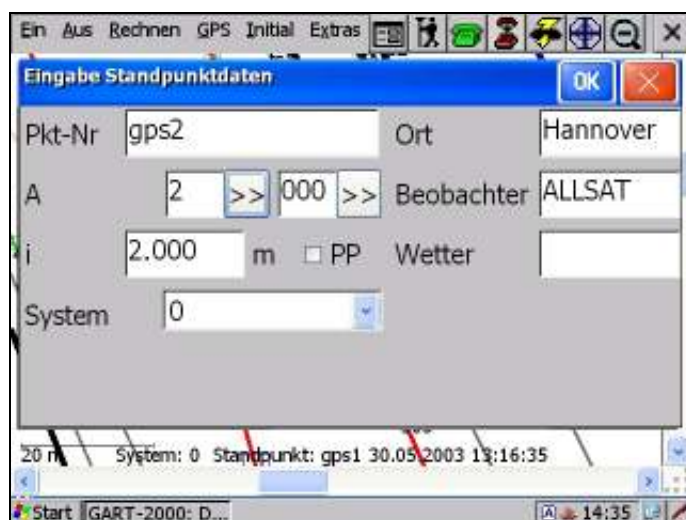 Ein Aus Rechnen GPS Initial Extras
Eingabe Standpunktdaten OK
Pkt-Nr gps2 Ort Hannover
A 2 >> 000 >> Beobachter ALLSAT
i 2.000 m PP Wetter
System 0
20 m System: 0 Standpunkt: gps1 30.05.2003 13:16:35
Start GART-2000: D... A 14:35